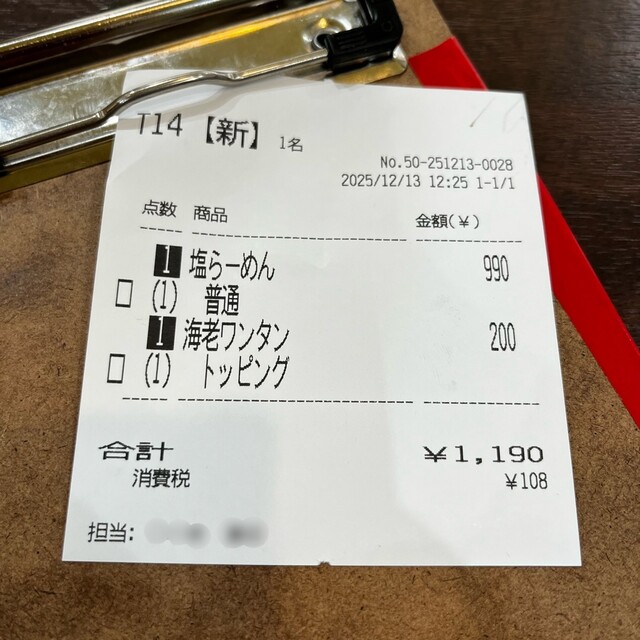 T14 【新】 1名
No.50-251213-0028
2025/12/13 12:25 1-1/1
点数 商品 金額(¥)
1 塩らーめん 990
□ (1) 普通
1 海老ワンタン 200
□ (1) トッピング
合計 ¥1,190
消費税 ¥108
担当: